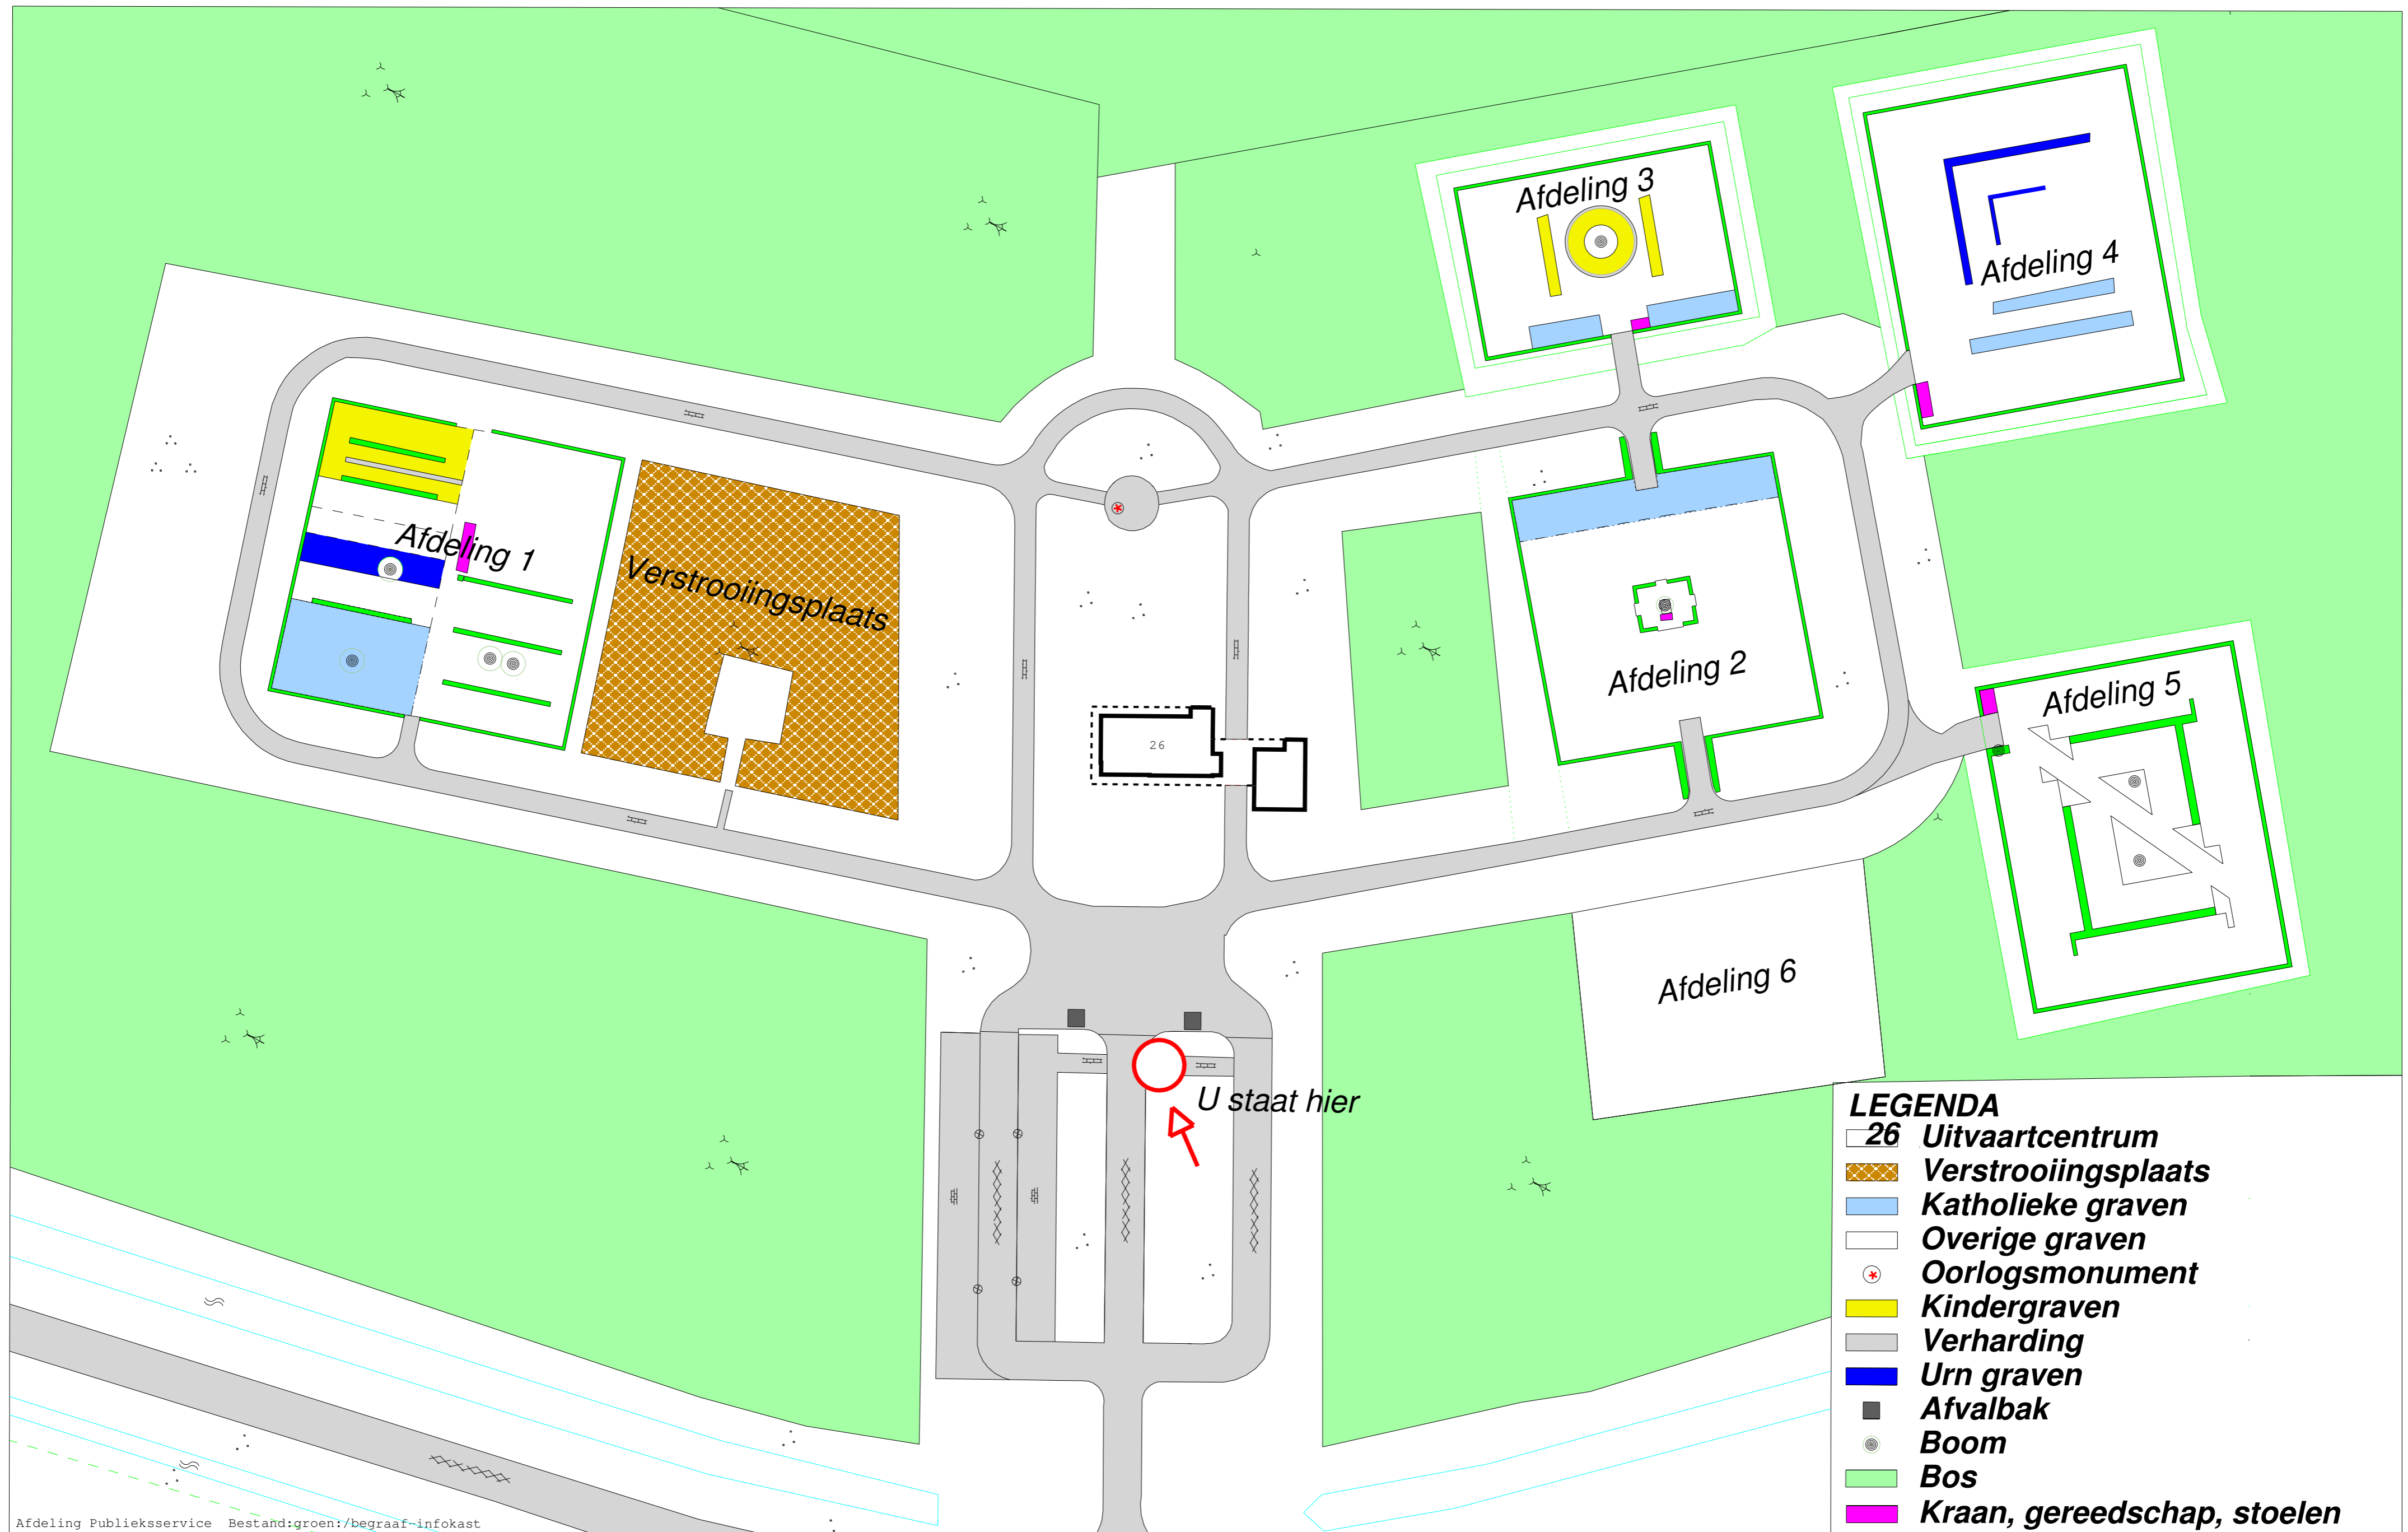 Afdeling 3
Afdeling 4
Afdeling 1
Verstrooiingsplaats
Afdeling 2
Afdeling 5
26
Afdeling 6
U staat hier
LEGENDA
26 Uitvaartcentrum
Verstrooiingsplaats
Katholieke graven
Overige graven
Oorlogsmonument
Kindergraven
Verharding
Urn graven
Afvalbak
Boom
Bos
Kraan, gereedschap, stoelen
Afdeling Publieksservice Bestand:groen:/begraaf-infokast